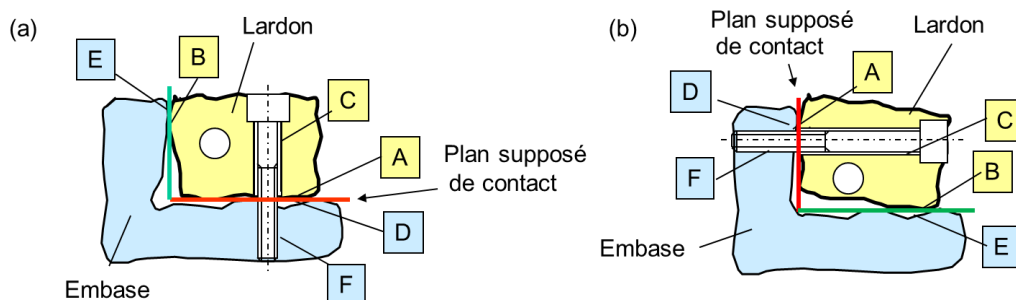 (a)
Lardon
E
B
C
A
Plan supposé
de contact
D
F
Embase
(b)
Plan supposé
de contact
Lardon
A
D
C
F
B
Embase
E